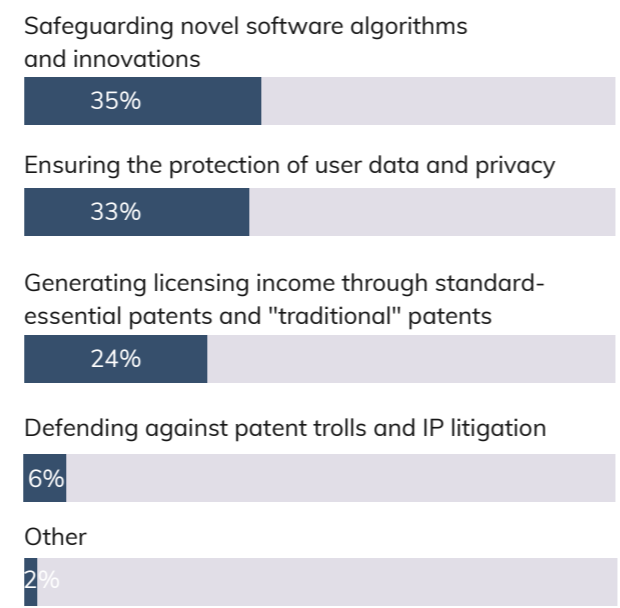 Safeguarding novel software algorithms
and innovations
35%
Ensuring the protection of user data and privacy
33%
Generating licensing income through standard-
essential patents and "traditional" patents
24%
Defending against patent trolls and IP litigation
6%
Other
2%